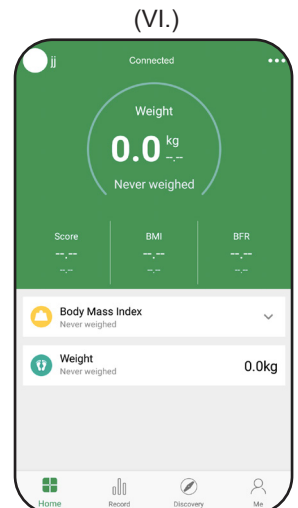 (VI.)
jj
Connected
Weight
0.0 kg
--.--
Never weighed
Score BMI BFR
--.-- --.-- --.--
--.-- --.-- --.--
Body Mass Index
Never weighed
Weight
Never weighed
0.0kg
Home Record Discovery Me